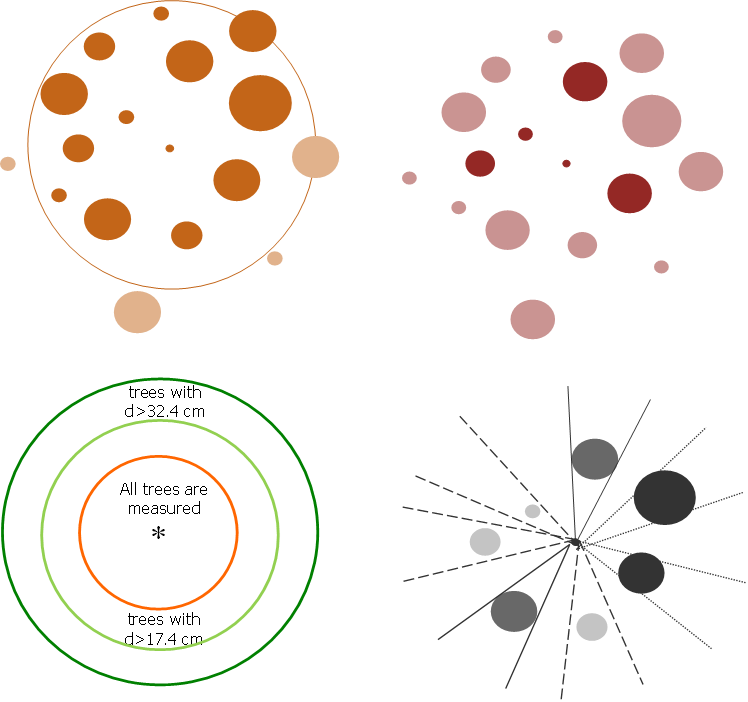 trees with
d>32.4 cm
All trees are
measured
*
trees with
d>17.4 cm